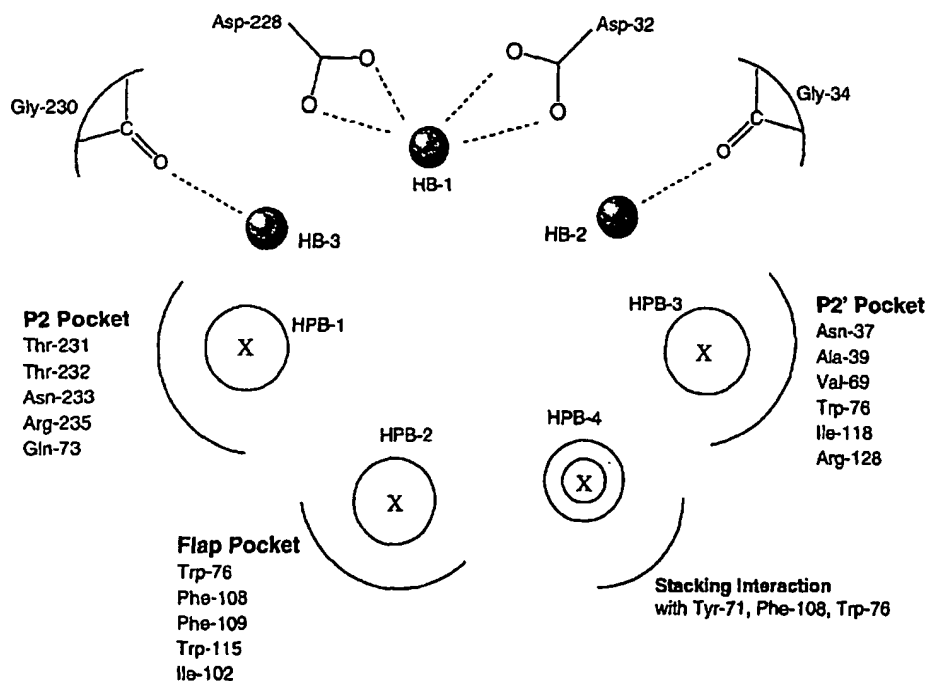 Asp-228
Asp-32
O
O
O
O
Gly-230
Gly-34
C
O
C
O
HB-1
HB-3
HB-2
P2 Pocket
Thr-231
Thr-232
Asn-233
Arg-235
Gln-73
HPB-1
X
HPB-3
X
P2' Pocket
Asn-37
Ala-39
Val-69
Trp-76
Ile-118
Arg-128
HPB-2
X
HPB-4
X
Flap Pocket
Trp-76
Phe-108
Phe-109
Trp-115
Ile-102
Stacking Interaction
with Tyr-71, Phe-108, Trp-76